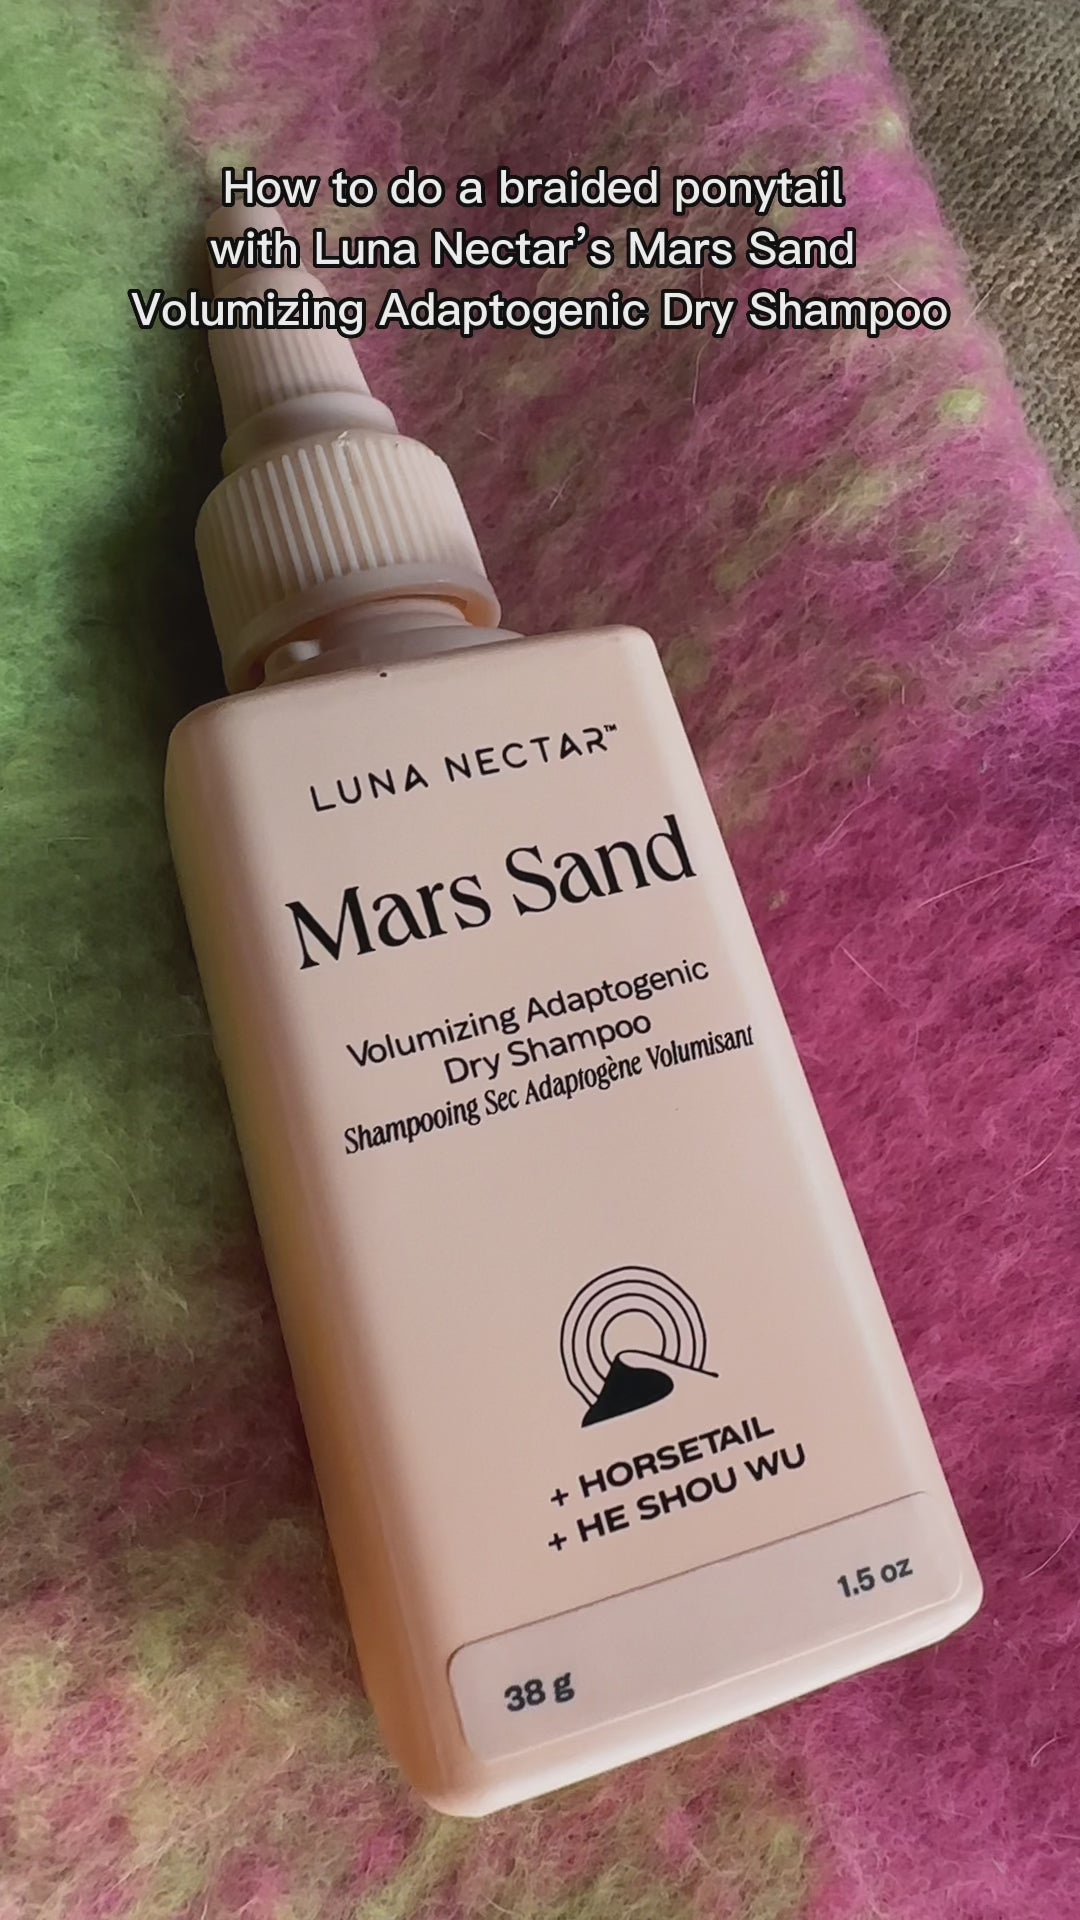 How to do a braided ponytail
with Luna Nectar’s Mars Sand
Volumizing Adaptogenic Dry Shampoo
LUNA NECTAR™
Mars Sand
Volumizing Adaptogenic
Dry Shampoo
Shampooing Sec Adaptogène Volumisant
+ HORSETAIL
+ HE SHOU WU
38 g
1.5 oz